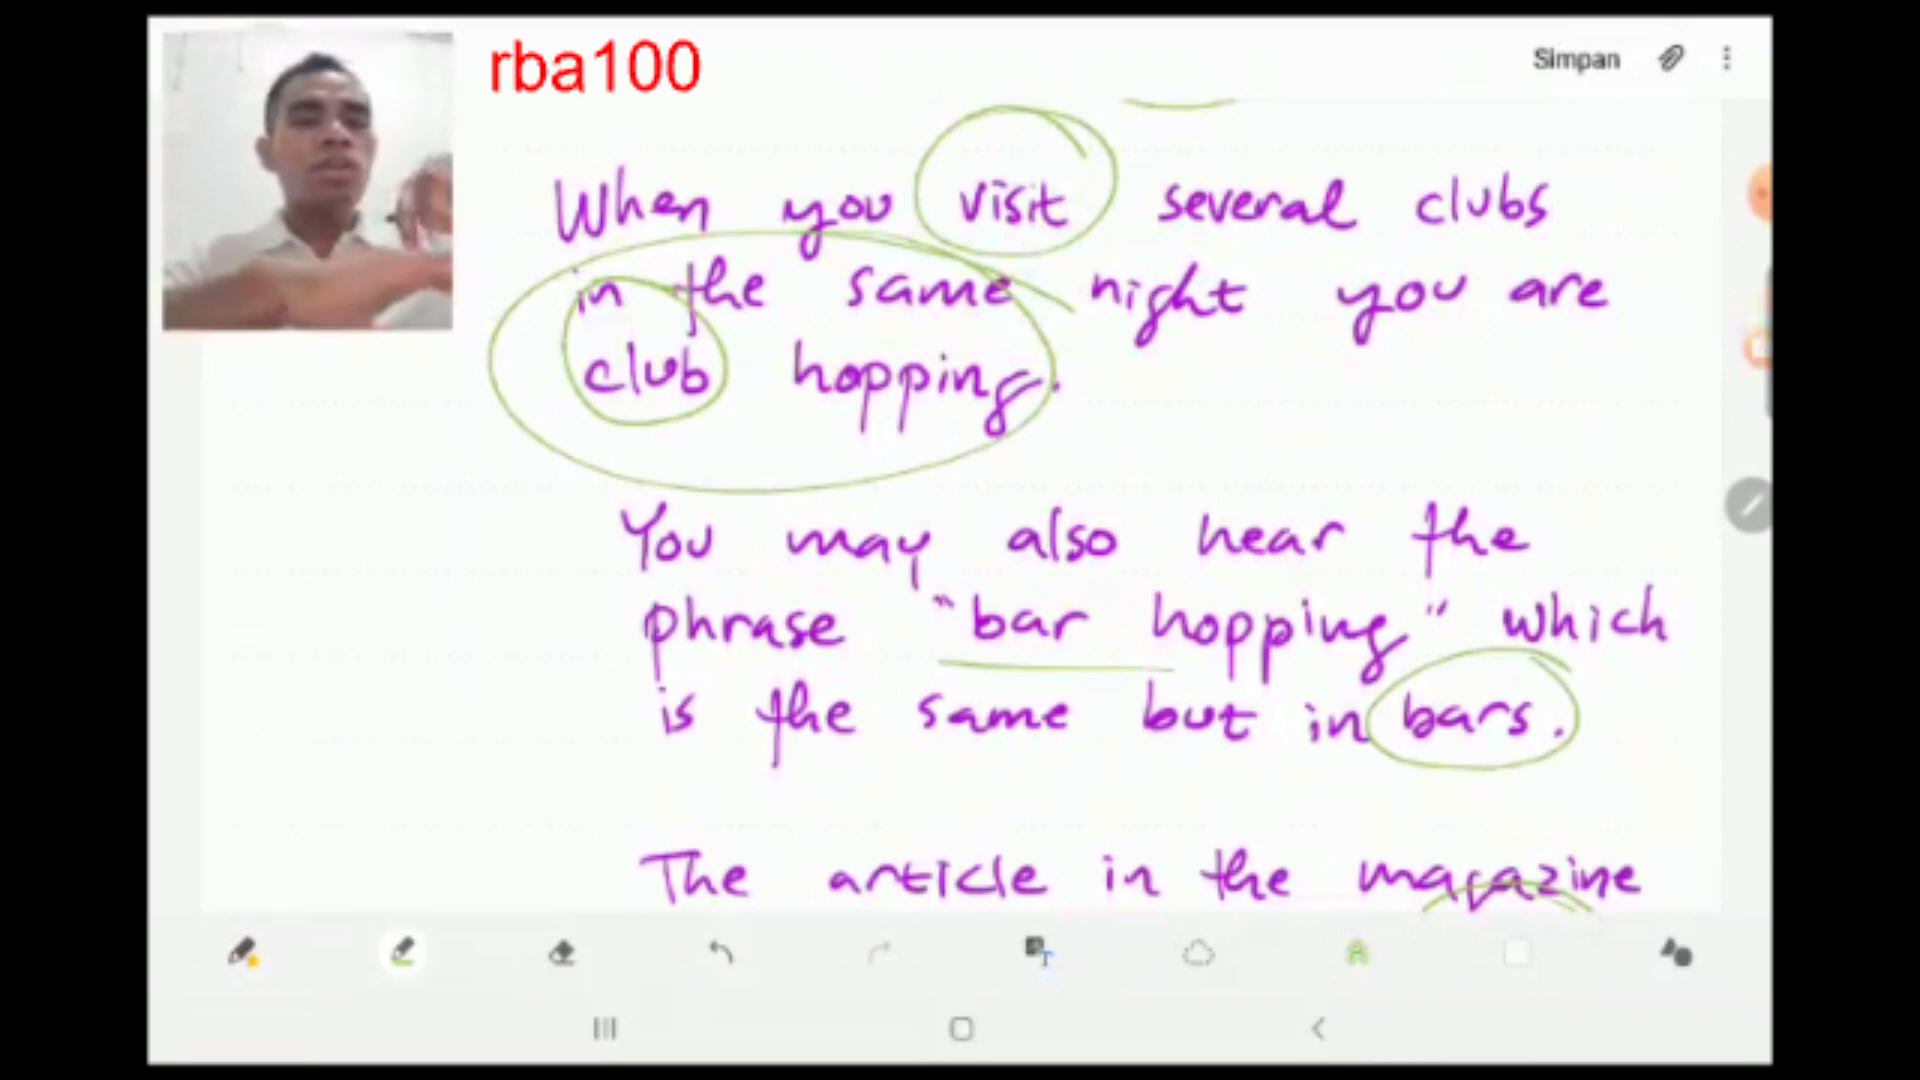 rba100
Simpan
When you visit several clubs
in the same night you are
club hopping.
You may also hear the
phrase "bar hopping" which
is the same but in bars.
The article in the magazine